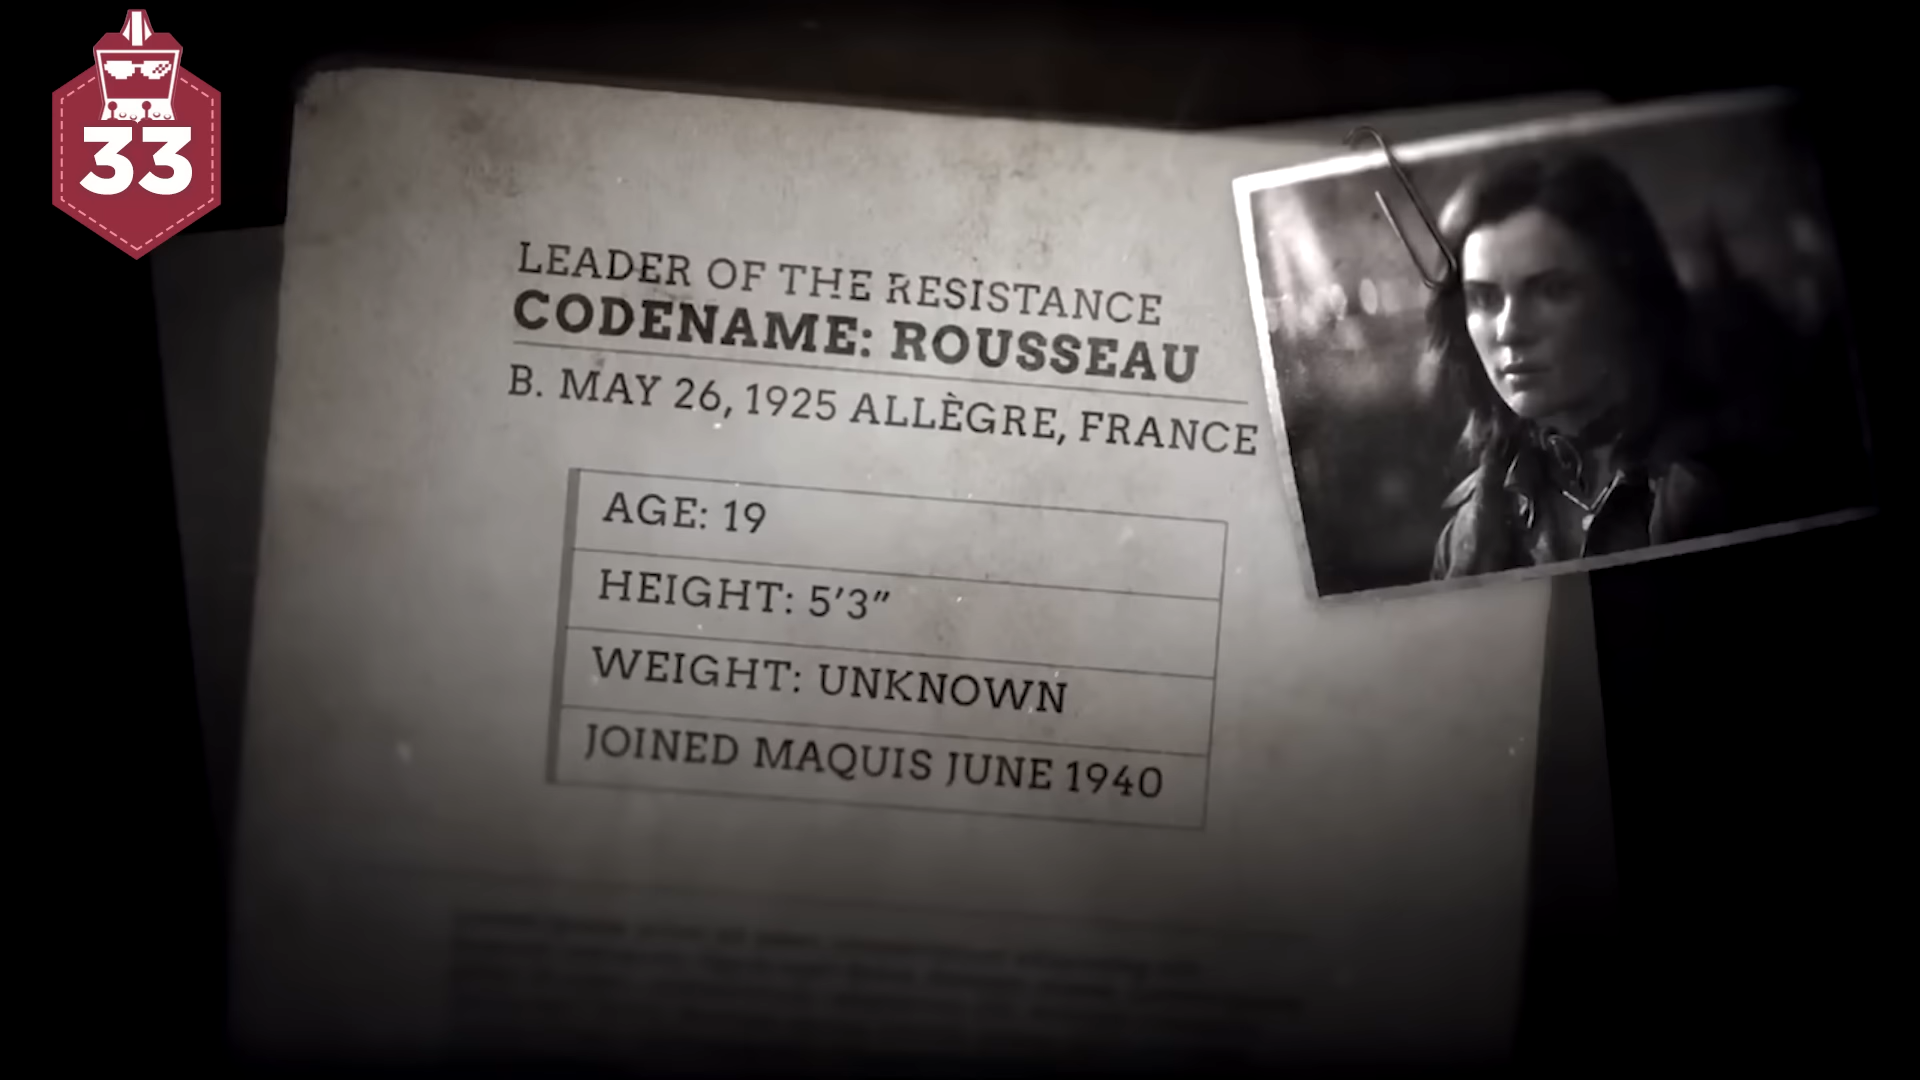 33
LEADER OF THE RESISTANCE
CODENAME: ROUSSEAU
B. MAY 26, 1925 ALLÈGRE, FRANCE
AGE: 19
HEIGHT: 5′3″
WEIGHT: UNKNOWN
JOINED MAQUIS JUNE 1940